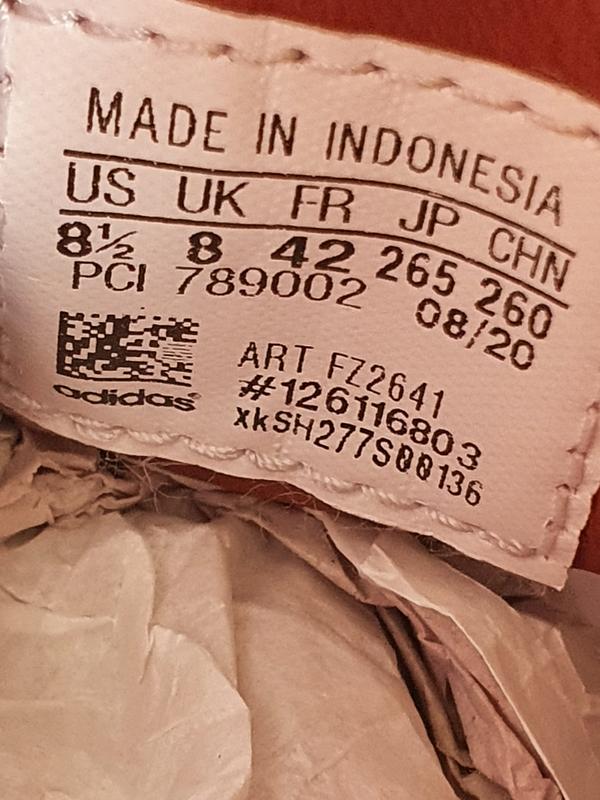 MADE IN INDONESIA
US UK FR JP CHN
8½ 8 42 265 260
PCI 789002 08/20
ART FZ2641
#126116803
xkSH277S00136
adidas